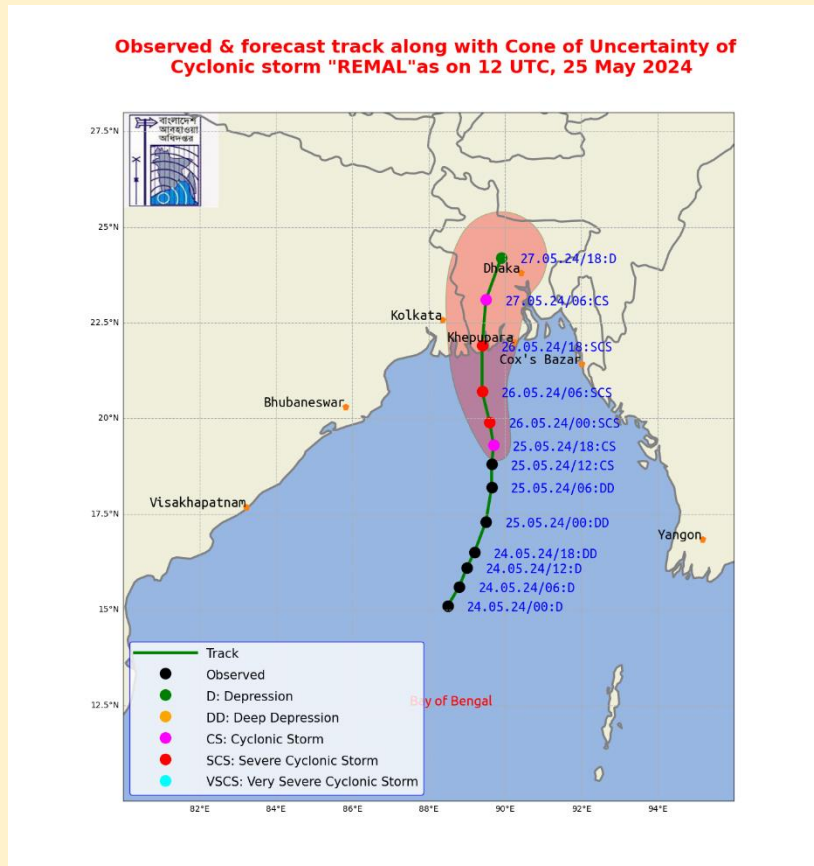 Observed & forecast track along with Cone of Uncertainty of
Cyclonic storm "REMAL"as on 12 UTC, 25 May 2024
বাংলাদেশ
আবহাওয়া
অধিদপ্তর
27.5°N
25°N
22.5°N
20°N
17.5°N
15°N
12.5°N
27.05.24/18:D
Dhaka
27.05.24/06:CS
Kolkata
Khepupara
26.05.24/18:SCS
Cox's Bazar
26.05.24/06:SCS
Bhubaneswar
26.05.24/00:SCS
25.05.24/18:CS
25.05.24/12:CS
25.05.24/06:DD
Visakhapatnam
25.05.24/00:DD
Yangon
24.05.24/18:DD
24.05.24/12:D
24.05.24/06:D
24.05.24/00:D
Bay of Bengal
Track
Observed
D: Depression
DD: Deep Depression
CS: Cyclonic Storm
SCS: Severe Cyclonic Storm
VSCS: Very Severe Cyclonic Storm
82°E
84°E
86°E
88°E
90°E
92°E
94°E